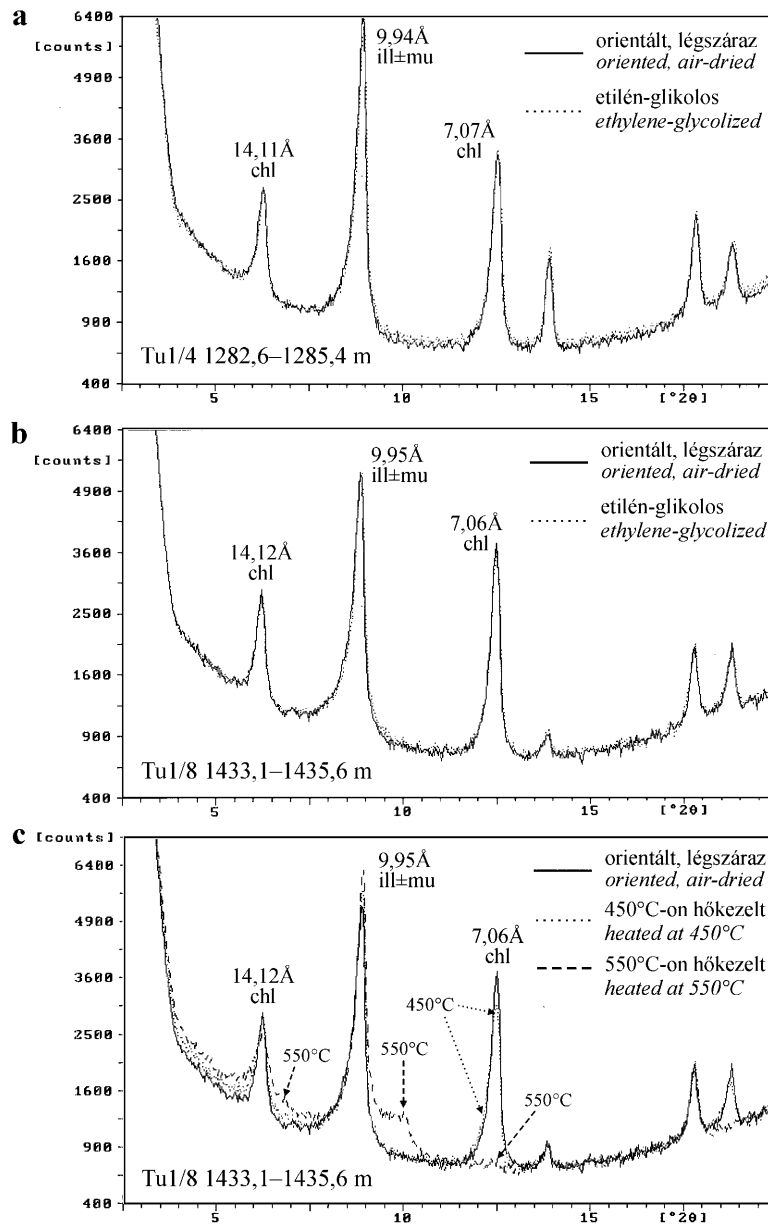 a
6400
[counts]
4900
3600
2500
1600
900
400
9,94Å
ill±mu
14,11Å
chl
7,07Å
chl
orientált, légszáraz
oriented, air-dried
etilén-glikolos
ethylene-glycolized
Tu1/4 1282,6–1285,4 m
5
10
15
[°2θ]
b
6400
[counts]
4900
3600
2500
1600
900
400
9,95Å
ill±mu
14,12Å
chl
7,06Å
chl
orientált, légszáraz
oriented, air-dried
etilén-glikolos
ethylene-glycolized
Tu1/8 1433,1–1435,6 m
5
10
15
[°2θ]
c
[counts]
6400
4900
3600
2500
1600
900
400
9,95Å
ill±mu
14,12Å
chl
7,06Å
chl
orientált, légszáraz
oriented, air-dried
450°C-on hőkezelt
heated at 450°C
550°C-on hőkezelt
heated at 550°C
450°C
550°C
550°C
550°C
Tu1/8 1433,1–1435,6 m
5
10
15
[°2θ]